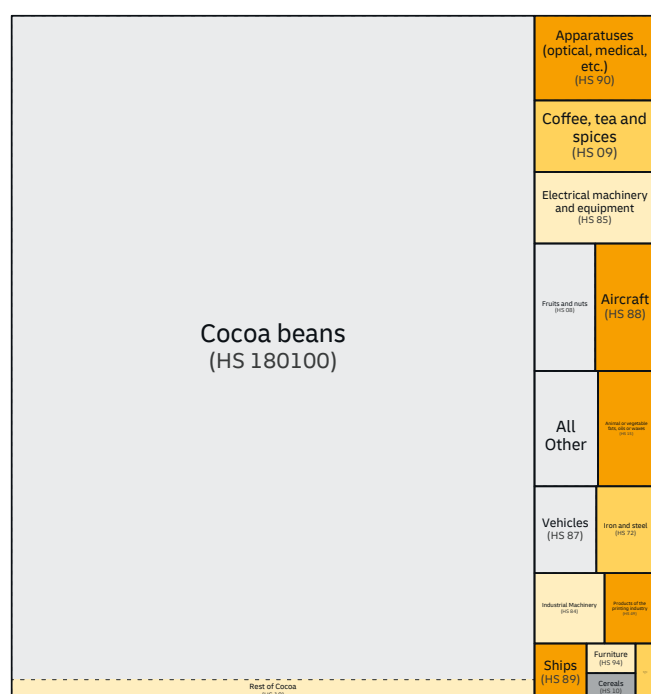 Cocoa beans
(HS 180100)
Rest of Cocoa
Apparatuses
(optical, medical,
etc.)
(HS 90)
Coffee, tea and
spices
(HS 09)
Electrical machinery
and equipment
(HS 85)
Fruits and nuts
(HS 08)
Aircraft
(HS 88)
All
Other
Animal or vegetable
fats, oils or waxes
Vehicles
(HS 87)
Iron and steel
(HS 72)
Industrial Machinery
(HS 84)
Products of the
printing industry
(HS 49)
Ships
(HS 89)
Furniture
(HS 94)
Cereals
(HS 10)